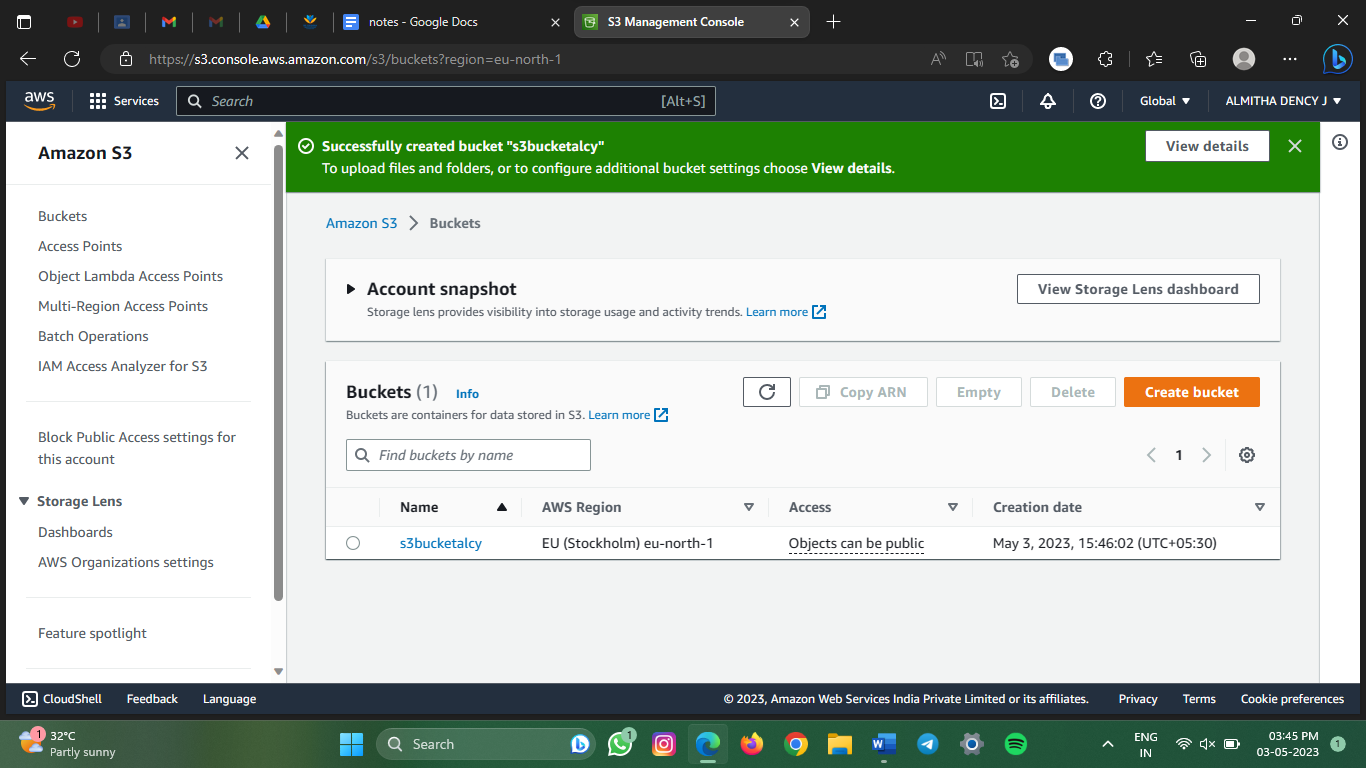 notes - Google Docs
S3 Management Console
https://s3.console.aws.amazon.com/s3/buckets?region=eu-north-1
aws
Services
Search
[Alt+S]
Global
ALMITHA DENCY J
Amazon S3
Buckets
Access Points
Object Lambda Access Points
Multi-Region Access Points
Batch Operations
IAM Access Analyzer for S3
Block Public Access settings for
this account
Storage Lens
Dashboards
AWS Organizations settings
Feature spotlight
Successfully created bucket "s3bucketalcy"
To upload files and folders, or to configure additional bucket settings choose View details.
View details
Amazon S3
Buckets
Account snapshot
Storage lens provides visibility into storage usage and activity trends. Learn more
View Storage Lens dashboard
Buckets (1)
Info
Buckets are containers for data stored in S3. Learn more
Copy ARN
Empty
Delete
Create bucket
Find buckets by name
1
Name
AWS Region
Access
Creation date
s3bucketalcy
EU (Stockholm) eu-north-1
Objects can be public
May 3, 2023, 15:46:02 (UTC+05:30)
CloudShell
Feedback
Language
© 2023, Amazon Web Services India Private Limited or its affiliates.
Privacy
Terms
Cookie preferences
1
32°C
Partly sunny
Search
1
ENG
IN
03:45 PM
03-05-2023
1